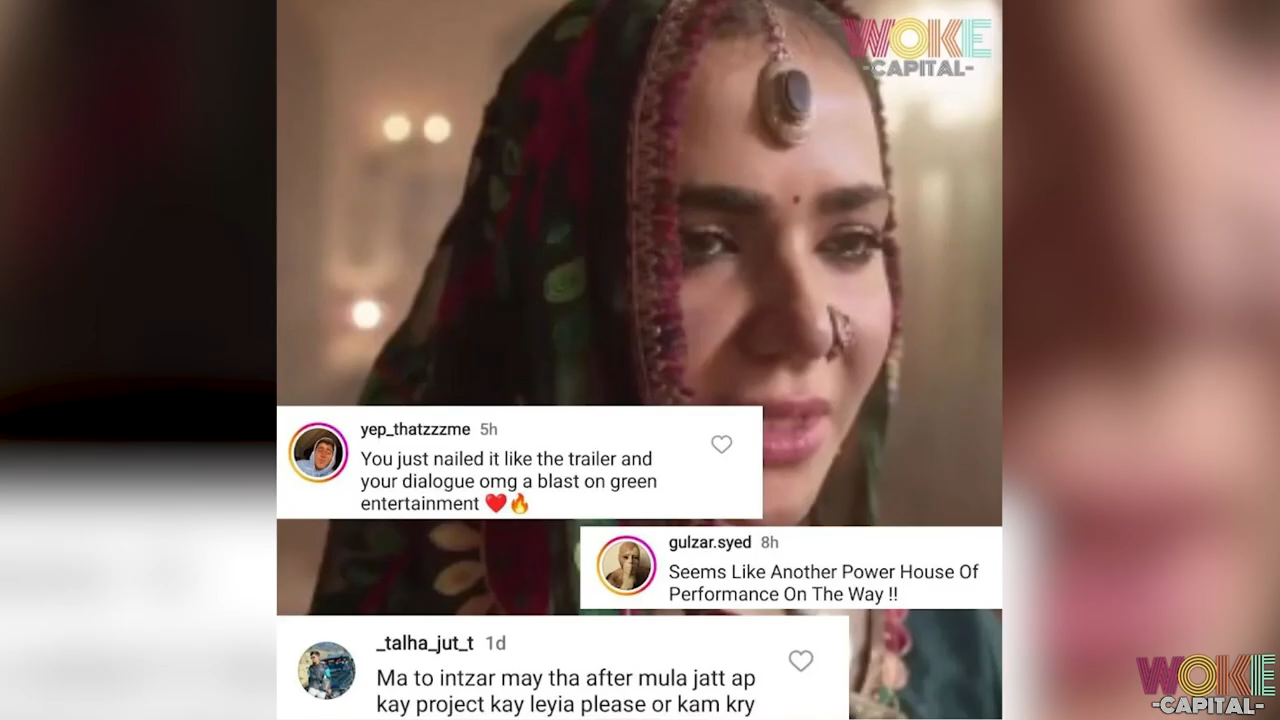 WOKE
-CAPITAL-
yep_thatzzzme 5h
You just nailed it like the trailer and
your dialogue omg a blast on green
entertainment ❤️🔥
gulzar.syed 8h
Seems Like Another Power House Of
Performance On The Way !!
_talha_jut_t 1d
Ma to intzar may tha after mula jatt ap
kay project kay leyia please or kam kry
WOKE
-CAPITAL-